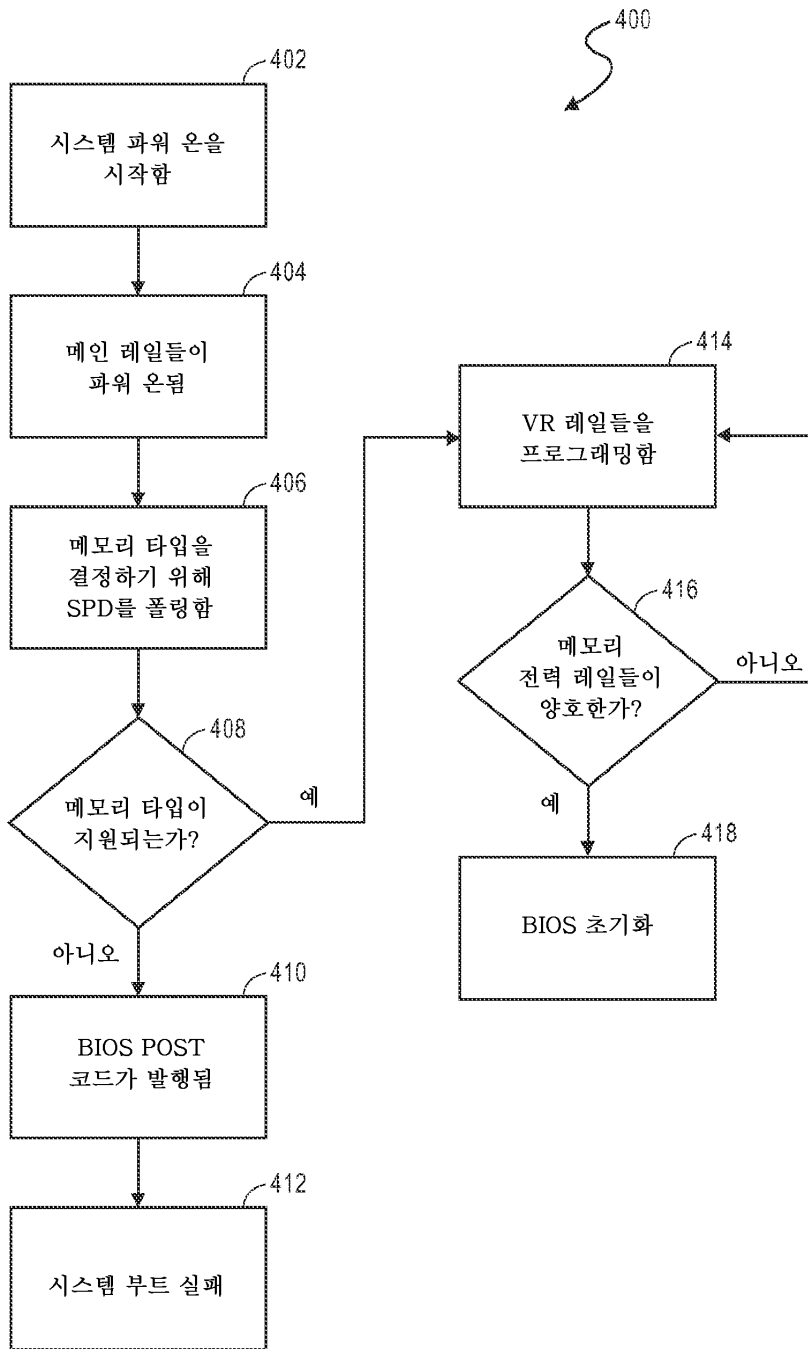 400
402
시스템 파워 온을
시작함
404
메인 레일들이
파워 온됨
406
메모리 타입을
결정하기 위해
SPD를 폴링함
408
메모리 타입이
지원되는가?
예
아니오
410
BIOS POST
코드가 발행됨
412
시스템 부트 실패
414
VR 레일들을
프로그래밍함
416
메모리
전력 레일들이
양호한가?
아니오
예
418
BIOS 초기화